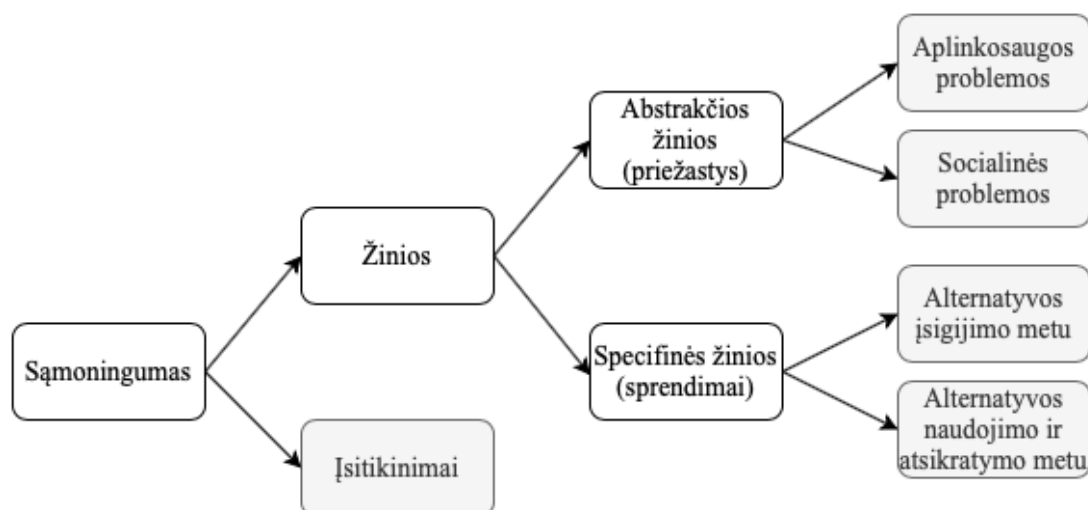 Aplinkosaugos
problemos
Abstrakčios
žinios
(priežastys)
Socialinės
problemos
Žinios
Alternatyvos
įsigijimo metu
Sąmoningumas
Specifinės žinios
(sprendimai)
Alternatyvos
naudojimo ir
atsikratymo metu
Įsitikinimai